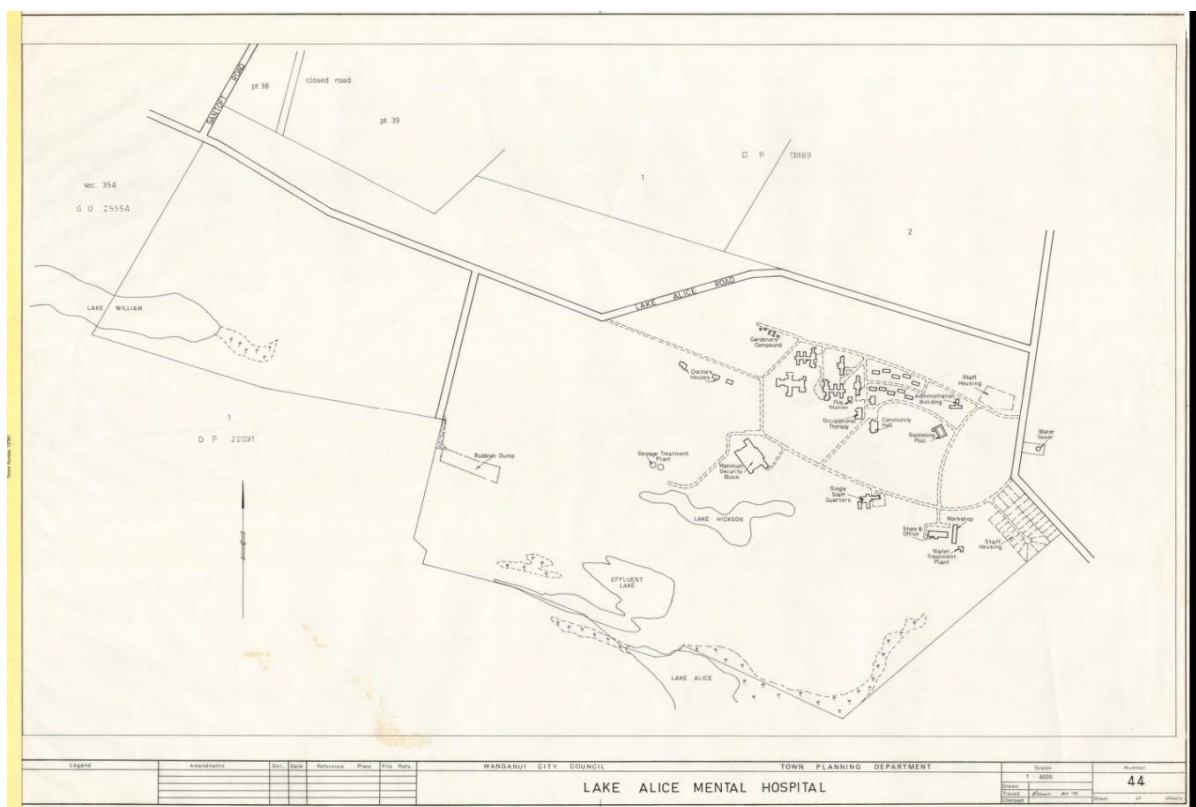 SANTOFT ROAD
pt 38
closed road
pt 39
D. P. 13869
1
2
sec. 354
S O 25554
LAKE WILLIAM
LAKE ALICE ROAD
Gardeners
Compound
Doctors
Houses
Fire
Station
Administration
Building
Staff
Housing
Occupational
Therapy
Community
Hall
Swimming
Pool
Water
Tower
1
D. P. 22031
Rubbish Dump
Sewage Treatment
Plant
Maximum
Security
Block
Single
Staff
Quarters
LAKE HICKSON
Store &
Office
Workshop
Water
Treatment
Plant
Staff
Housing
EFFLUENT
LAKE
LAKE ALICE
Legend
Amendments
Del. Date Reference Plans File Refs.
WANGANUI CITY COUNCIL TOWN PLANNING DEPARTMENT
LAKE ALICE MENTAL HOSPITAL
Scales
Drawn
Traced
Checked
Number
44
Sheet of sheets